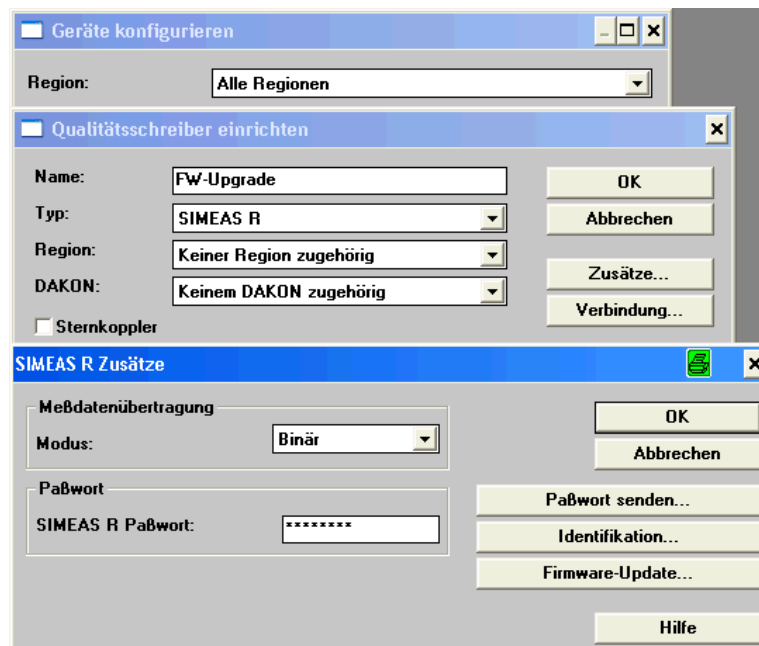 Geräte konfigurieren
Region: Alle Regionen
Qualitätsschreiber einrichten
Name: FW-Upgrade OK
Typ: SIMEAS R Abbrechen
Region: Keiner Region zugehörig
Zusätze...
DAKON: Keinem DAKON zugehörig
Verbindung...
Sternkoppler
SIMEAS R Zusätze
Meßdatenübertragung
OK
Modus: Binär
Abbrechen
Paßwort
Paßwort senden...
SIMEAS R Paßwort: ********
Identifikation...
Firmware-Update...
Hilfe